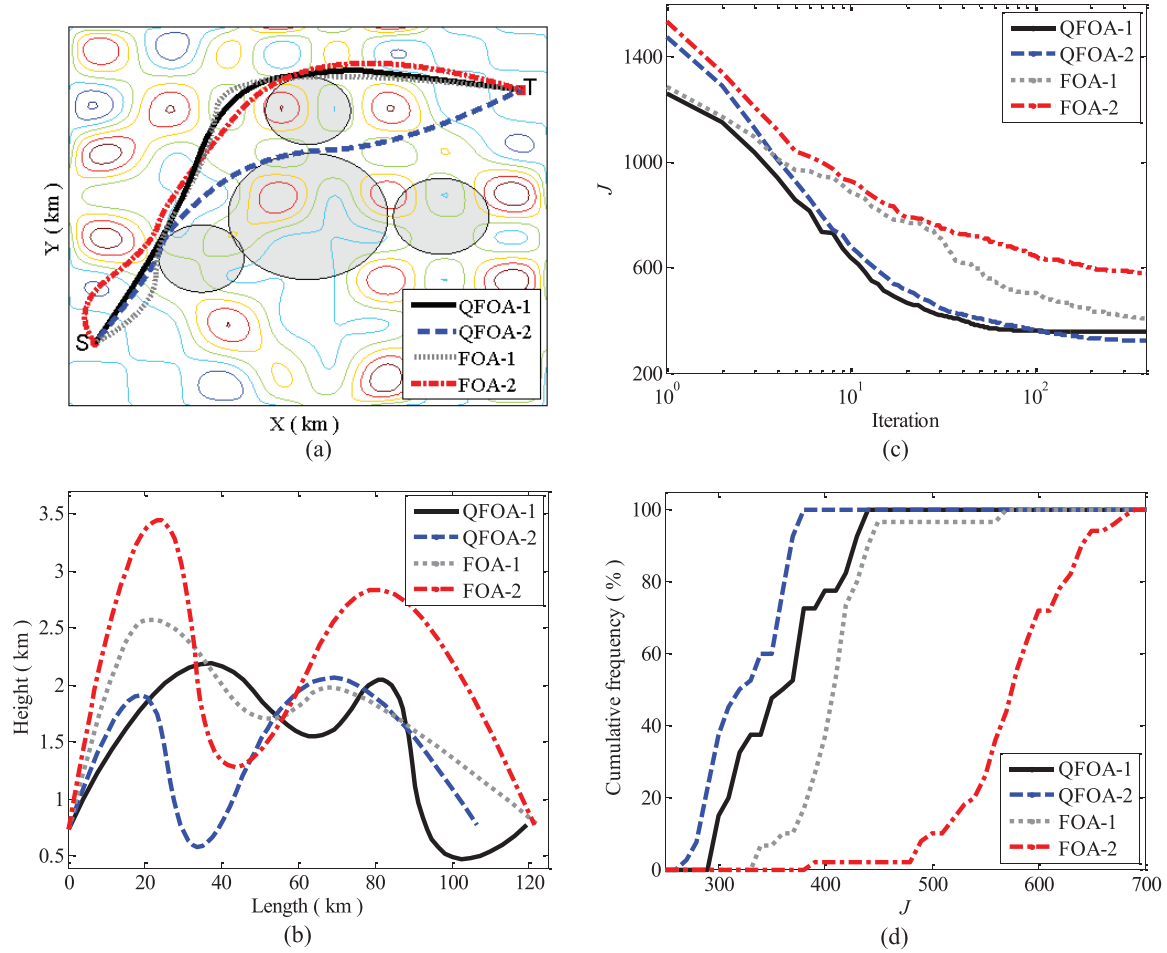 T
S
Y ( km )
X ( km )
QFOA-1
QFOA-2
FOA-1
FOA-2
(a)
1400
1000
600
200
10^0
10^1
10^2
J
Iteration
QFOA-1
QFOA-2
FOA-1
FOA-2
(c)
3.5
3
2.5
2
1.5
1
0.5
0
20
40
60
80
100
120
Height ( km )
Length ( km )
QFOA-1
QFOA-2
FOA-1
FOA-2
(b)
100
80
60
40
20
0
300
400
500
600
700
Cumulative frequency ( % )
J
QFOA-1
QFOA-2
FOA-1
FOA-2
(d)